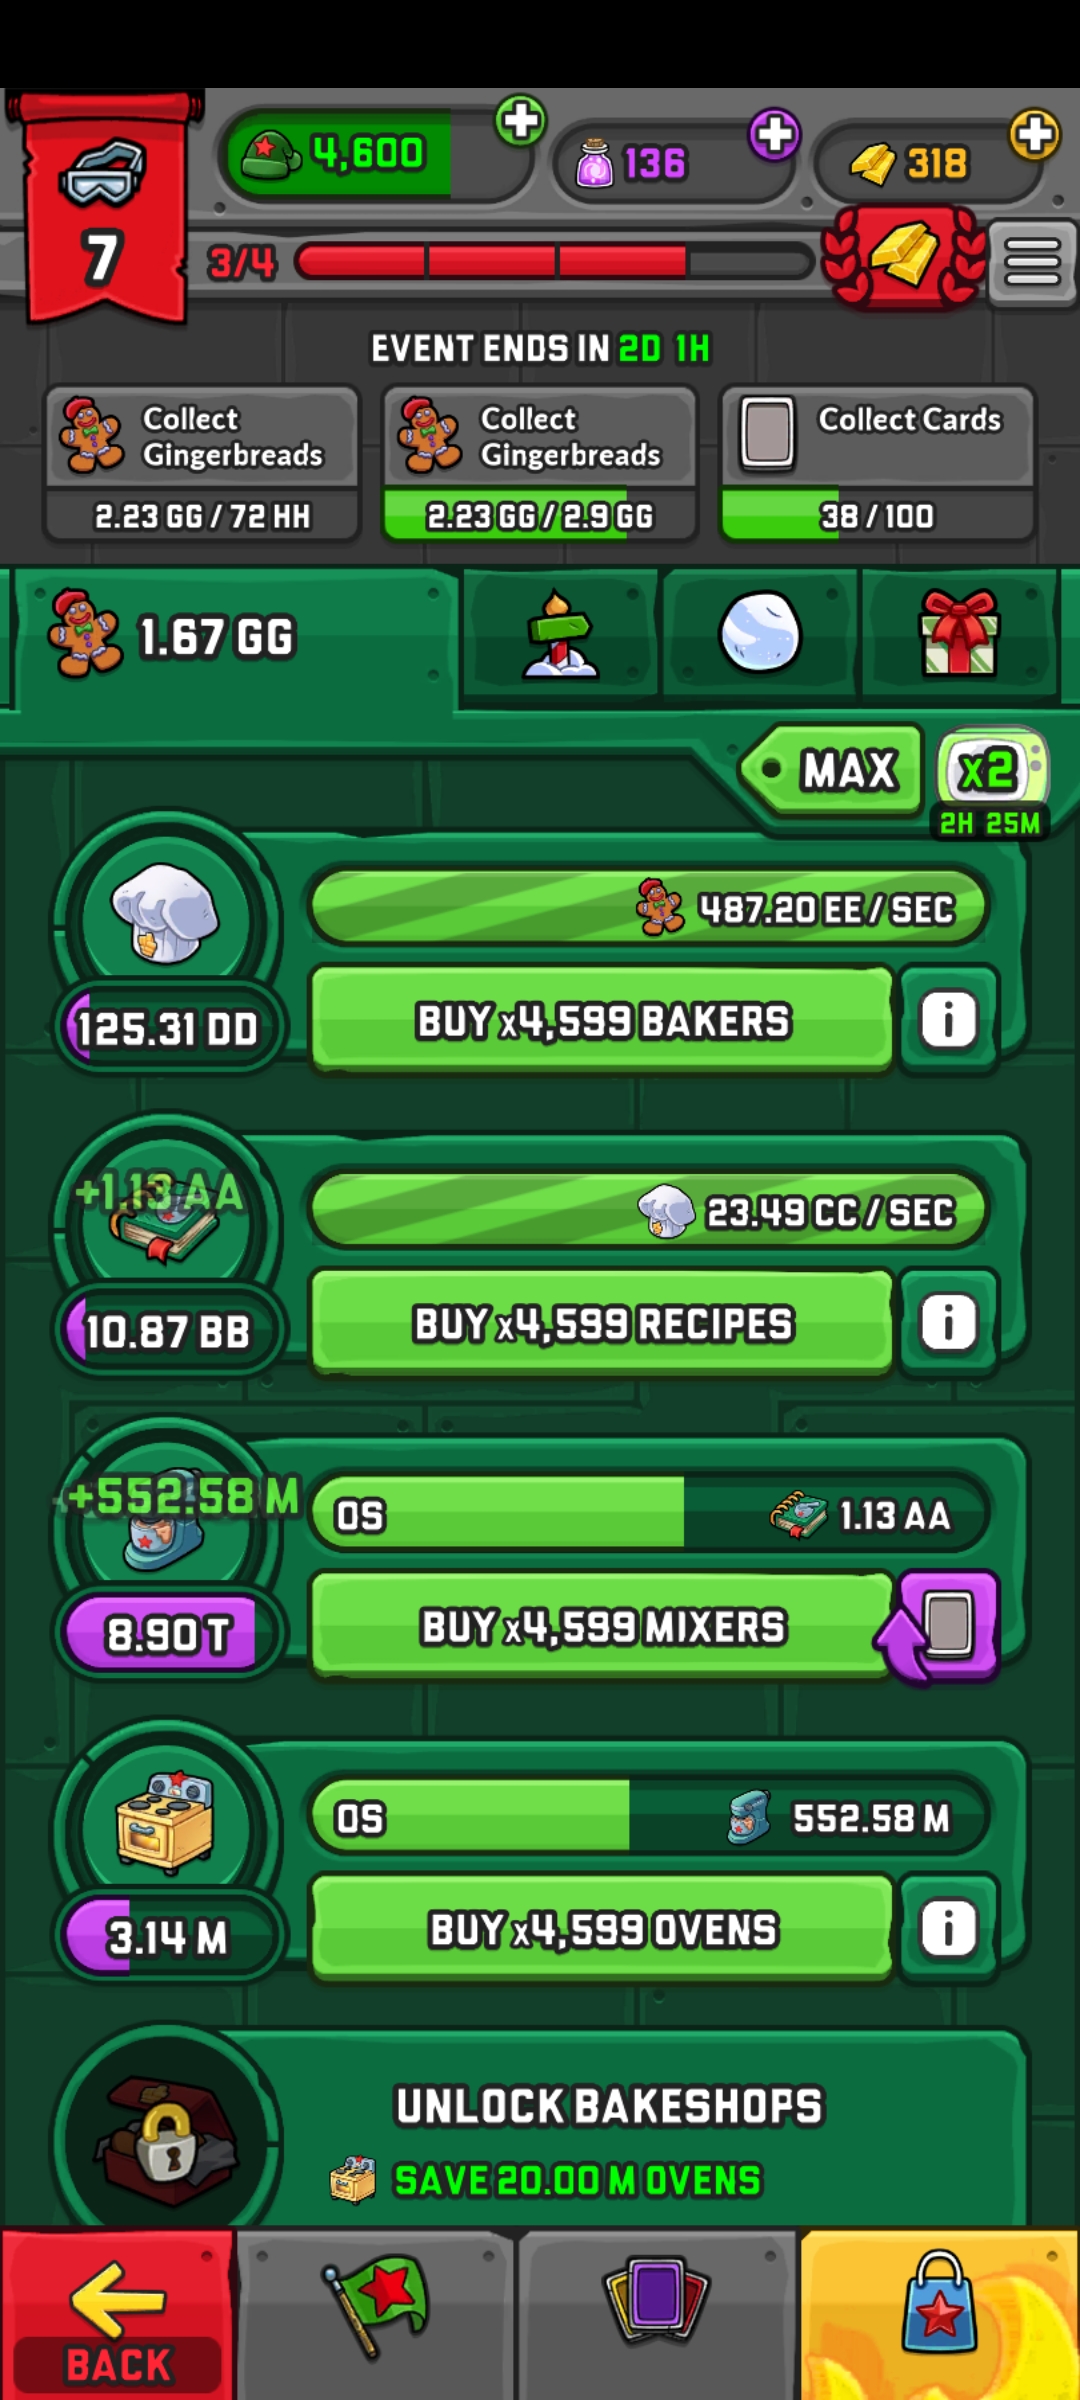 4,600
136
318
7
3/4
EVENT ENDS IN 2D 1H
Collect
Gingerbreads
2.23 GG / 72 HH
Collect
Gingerbreads
2.23 GG / 2.9 GG
Collect Cards
38 / 100
1.67 GG
MAX
x2
2H 25M
487.20 EE / SEC
125.31 DD
BUY x4,599 BAKERS
i
+1.13 AA
23.49 CC / SEC
10.87 BB
BUY x4,599 RECIPES
i
+552.58 M
0S
1.13 AA
8.90 T
BUY x4,599 MIXERS
0S
552.58 M
3.14 M
BUY x4,599 OVENS
i
UNLOCK BAKESHOPS
SAVE 20.00 M OVENS
BACK